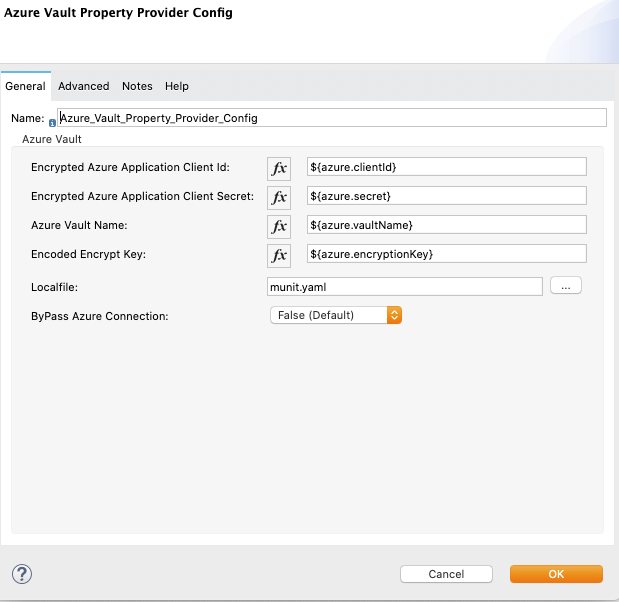 Azure Vault Property Provider Config
General Advanced Notes Help
Name: Azure_Vault_Property_Provider_Config
Azure Vault
Encrypted Azure Application Client Id: fx ${azure.clientId}
Encrypted Azure Application Client Secret: fx ${azure.secret}
Azure Vault Name: fx ${azure.vaultName}
Encoded Encrypt Key: fx ${azure.encryptionKey}
Localfile: munit.yaml ...
ByPass Azure Connection: False (Default)
? Cancel OK